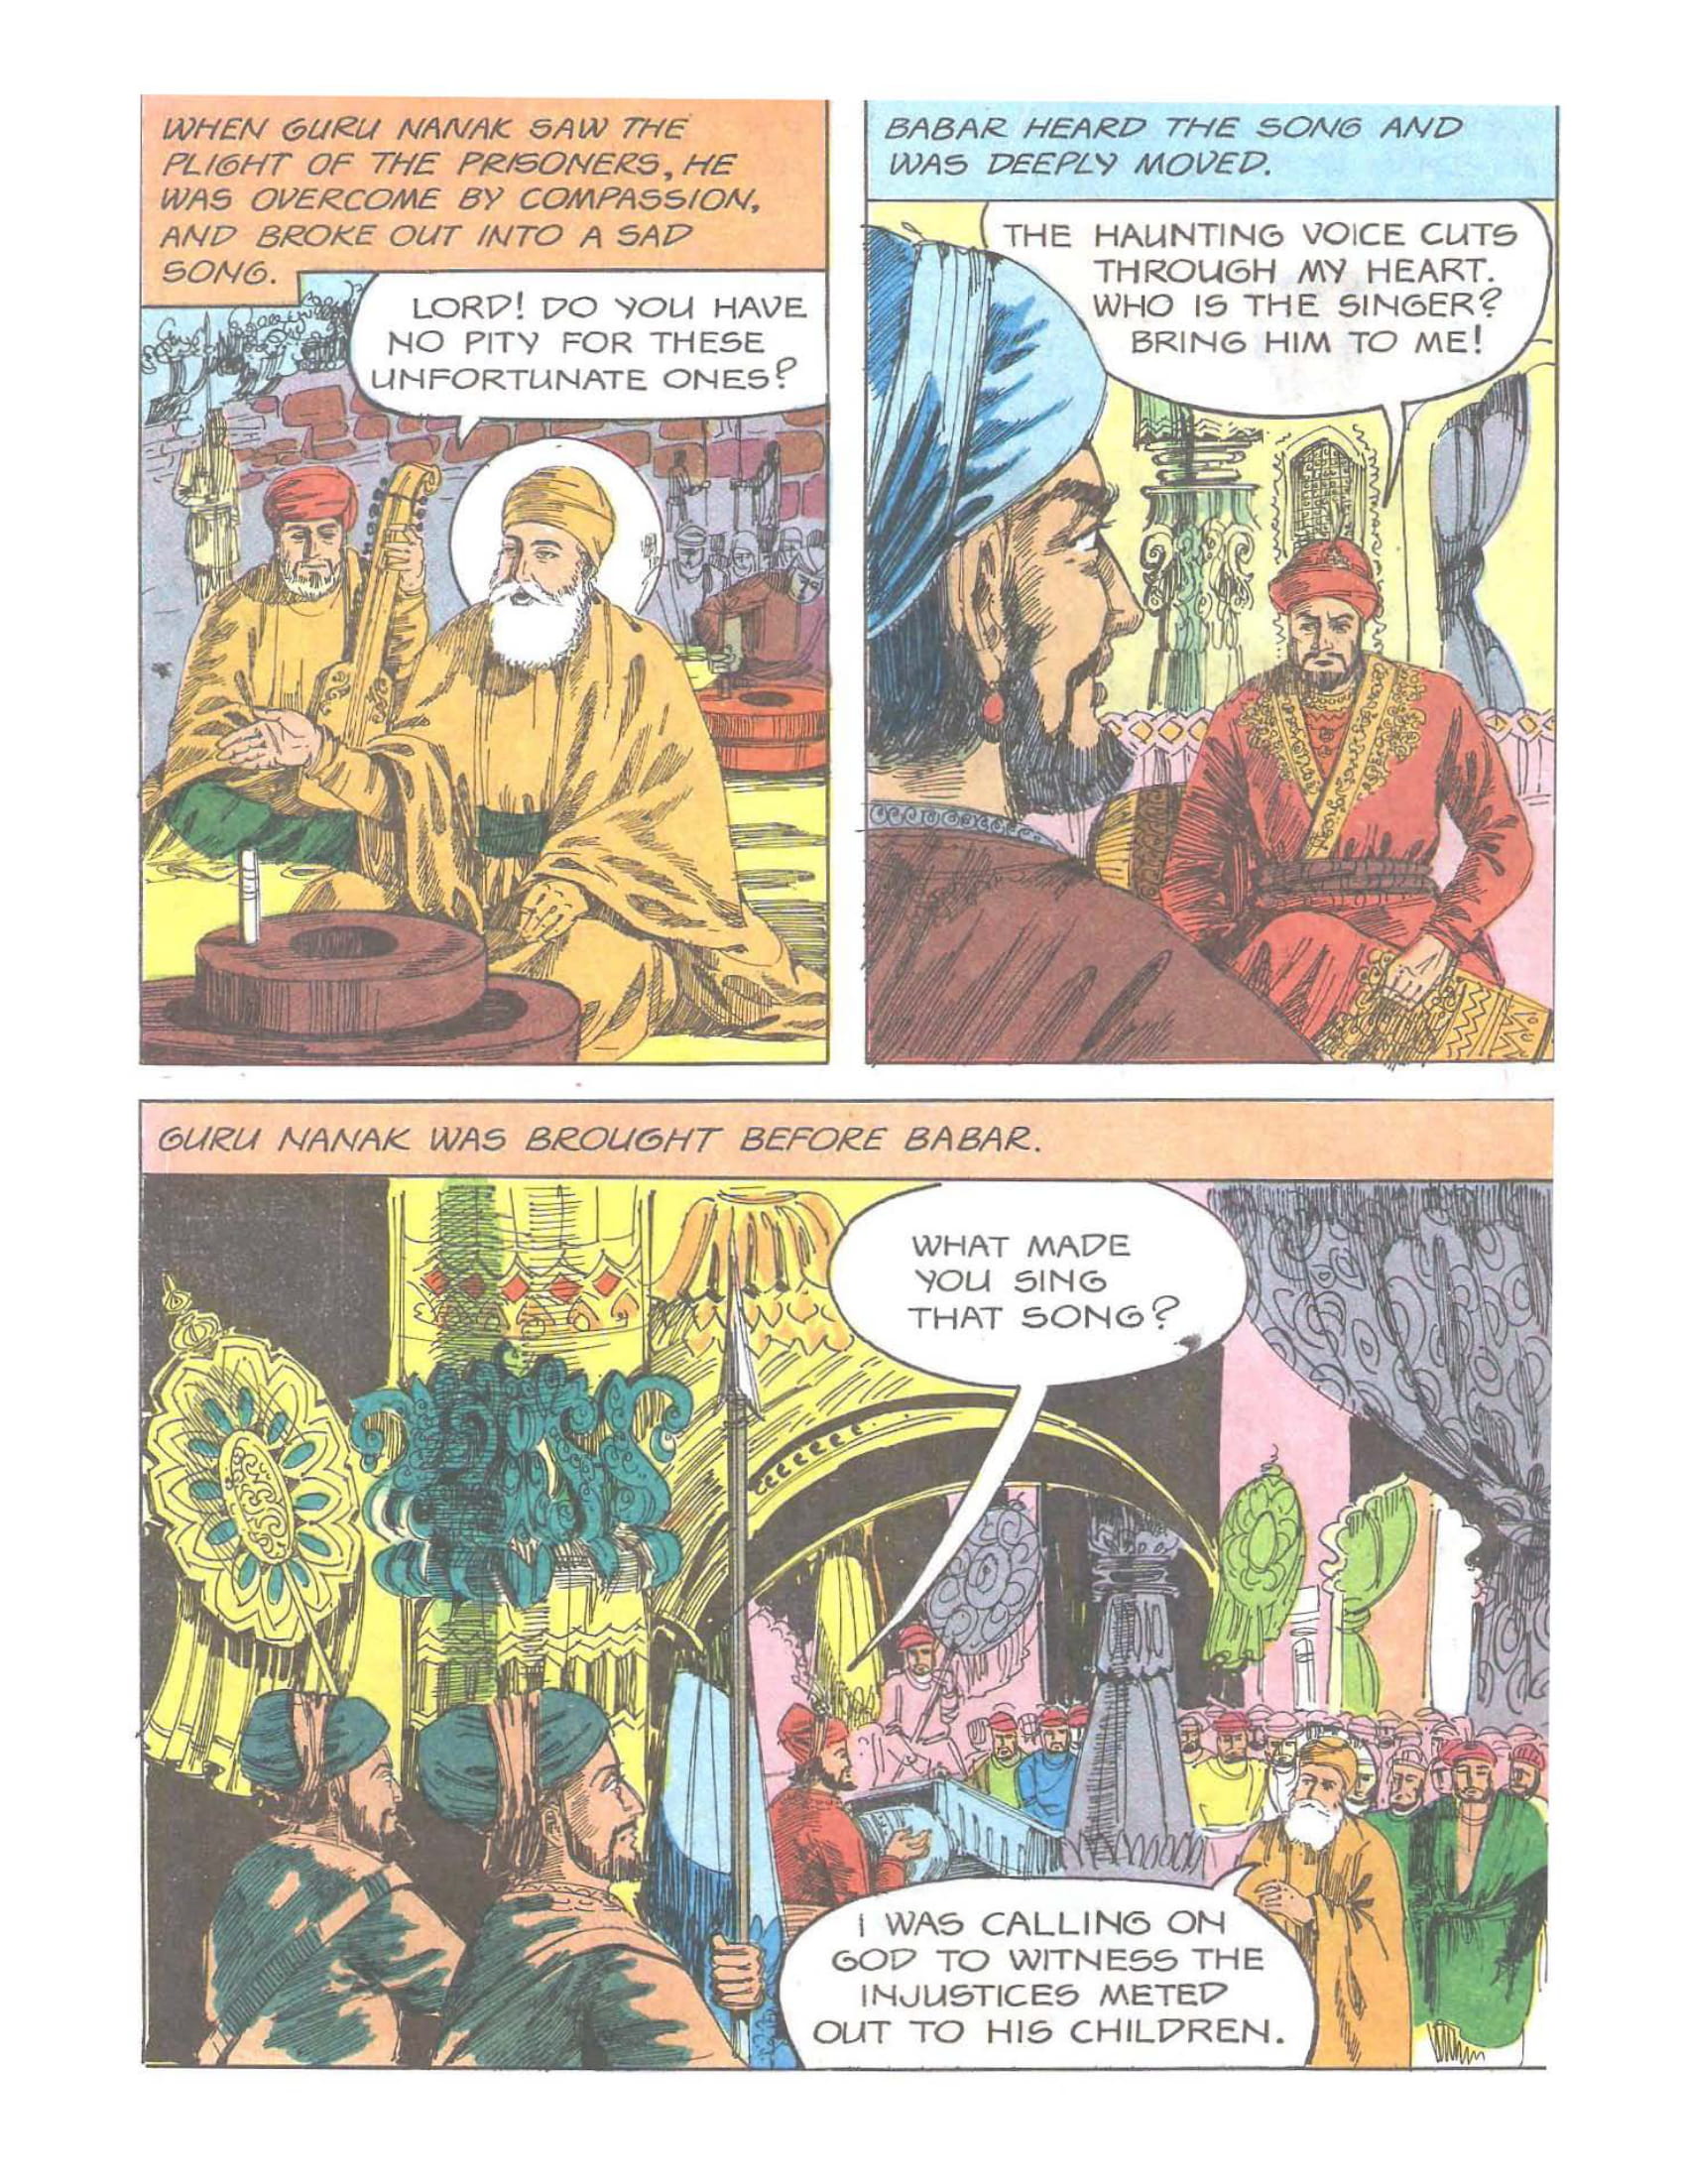 WHEN GURU NANAK SAW THE
PLIGHT OF THE PRISONERS, HE
WAS OVERCOME BY COMPASSION,
AND BROKE OUT INTO A SAD
SONG.
LORD! DO YOU HAVE
NO PITY FOR THESE
UNFORTUNATE ONES?
BABAR HEARD THE SONG AND
WAS DEEPLY MOVED.
THE HAUNTING VOICE CUTS
THROUGH MY HEART.
WHO IS THE SINGER?
BRING HIM TO ME!
GURU NANAK WAS BROUGHT BEFORE BABAR.
WHAT MADE
YOU SING
THAT SONG?
I WAS CALLING ON
GOD TO WITNESS THE
INJUSTICES METED
OUT TO HIS CHILDREN.